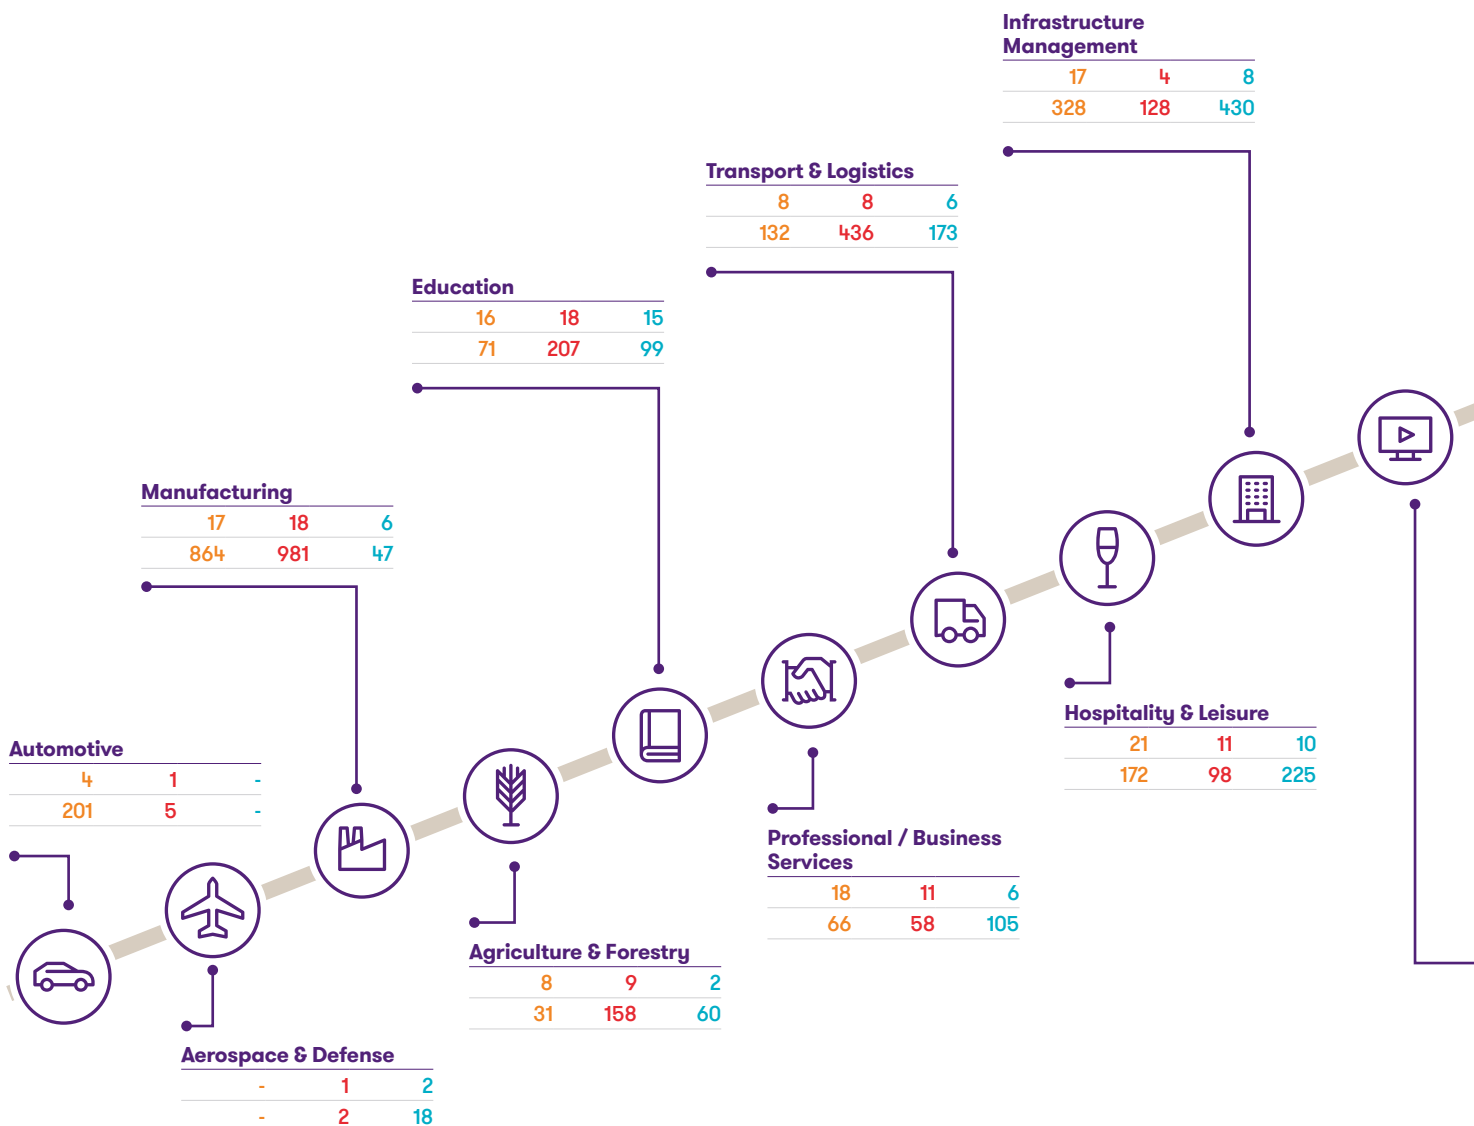 Infrastructure
Management
17 4 8
328 128 430
Transport & Logistics
8 8 6
132 436 173
Education
16 18 15
71 207 99
Manufacturing
17 18 6
864 981 47
Automotive
4 1 -
201 5 -
Hospitality & Leisure
21 11 10
172 98 225
Professional / Business
Services
18 11 6
66 58 105
Agriculture & Forestry
8 9 2
31 158 60
Aerospace & Defense
- 1 2
- 2 18